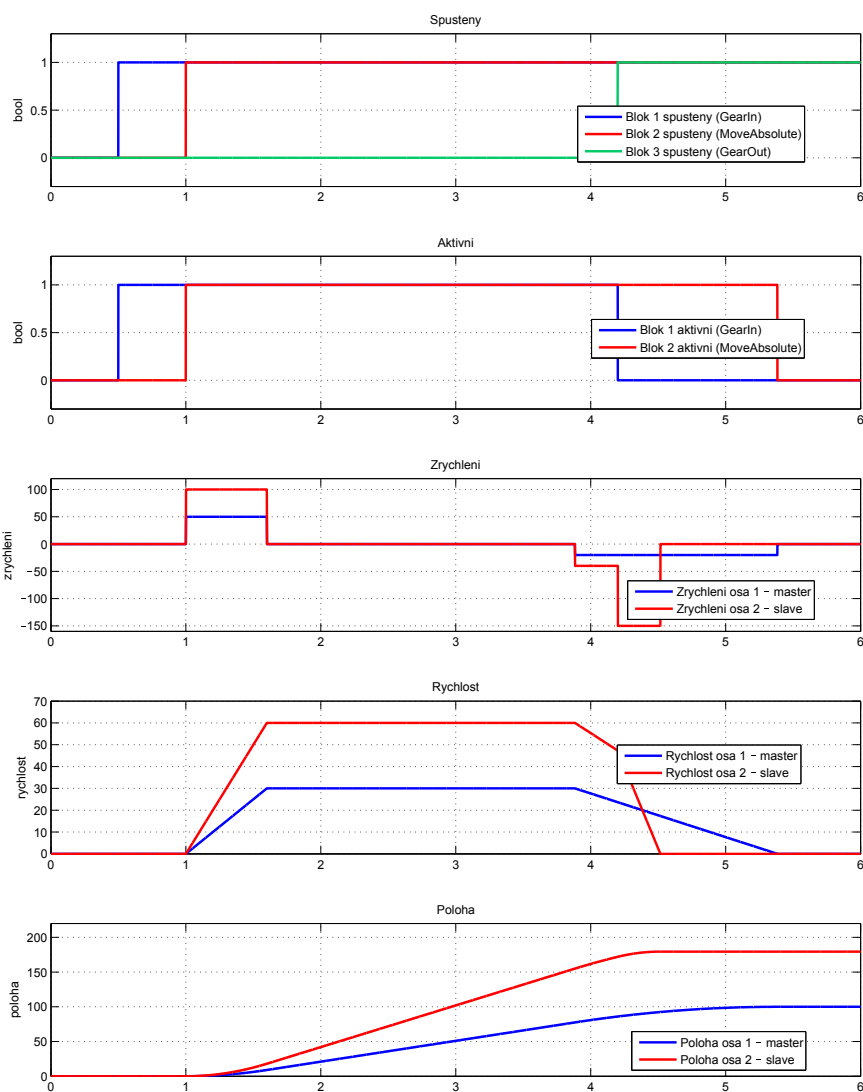 Spusteny
1
0.5
0
bool
Blok 1 spusteny (GearIn)
Blok 2 spusteny (MoveAbsolute)
Blok 3 spusteny (GearOut)
0 1 2 3 4 5 6
Aktivni
1
0.5
0
bool
Blok 1 aktivni (GearIn)
Blok 2 aktivni (MoveAbsolute)
0 1 2 3 4 5 6
Zrychleni
100
50
0
−50
−100
−150
zrychleni
Zrychleni osa 1 − master
Zrychleni osa 2 − slave
0 1 2 3 4 5 6
Rychlost
70
60
50
40
30
20
10
0
rychlost
Rychlost osa 1 − master
Rychlost osa 2 − slave
0 1 2 3 4 5 6
Poloha
200
150
100
50
0
poloha
Poloha osa 1 − master
Poloha osa 2 − slave
0 1 2 3 4 5 6